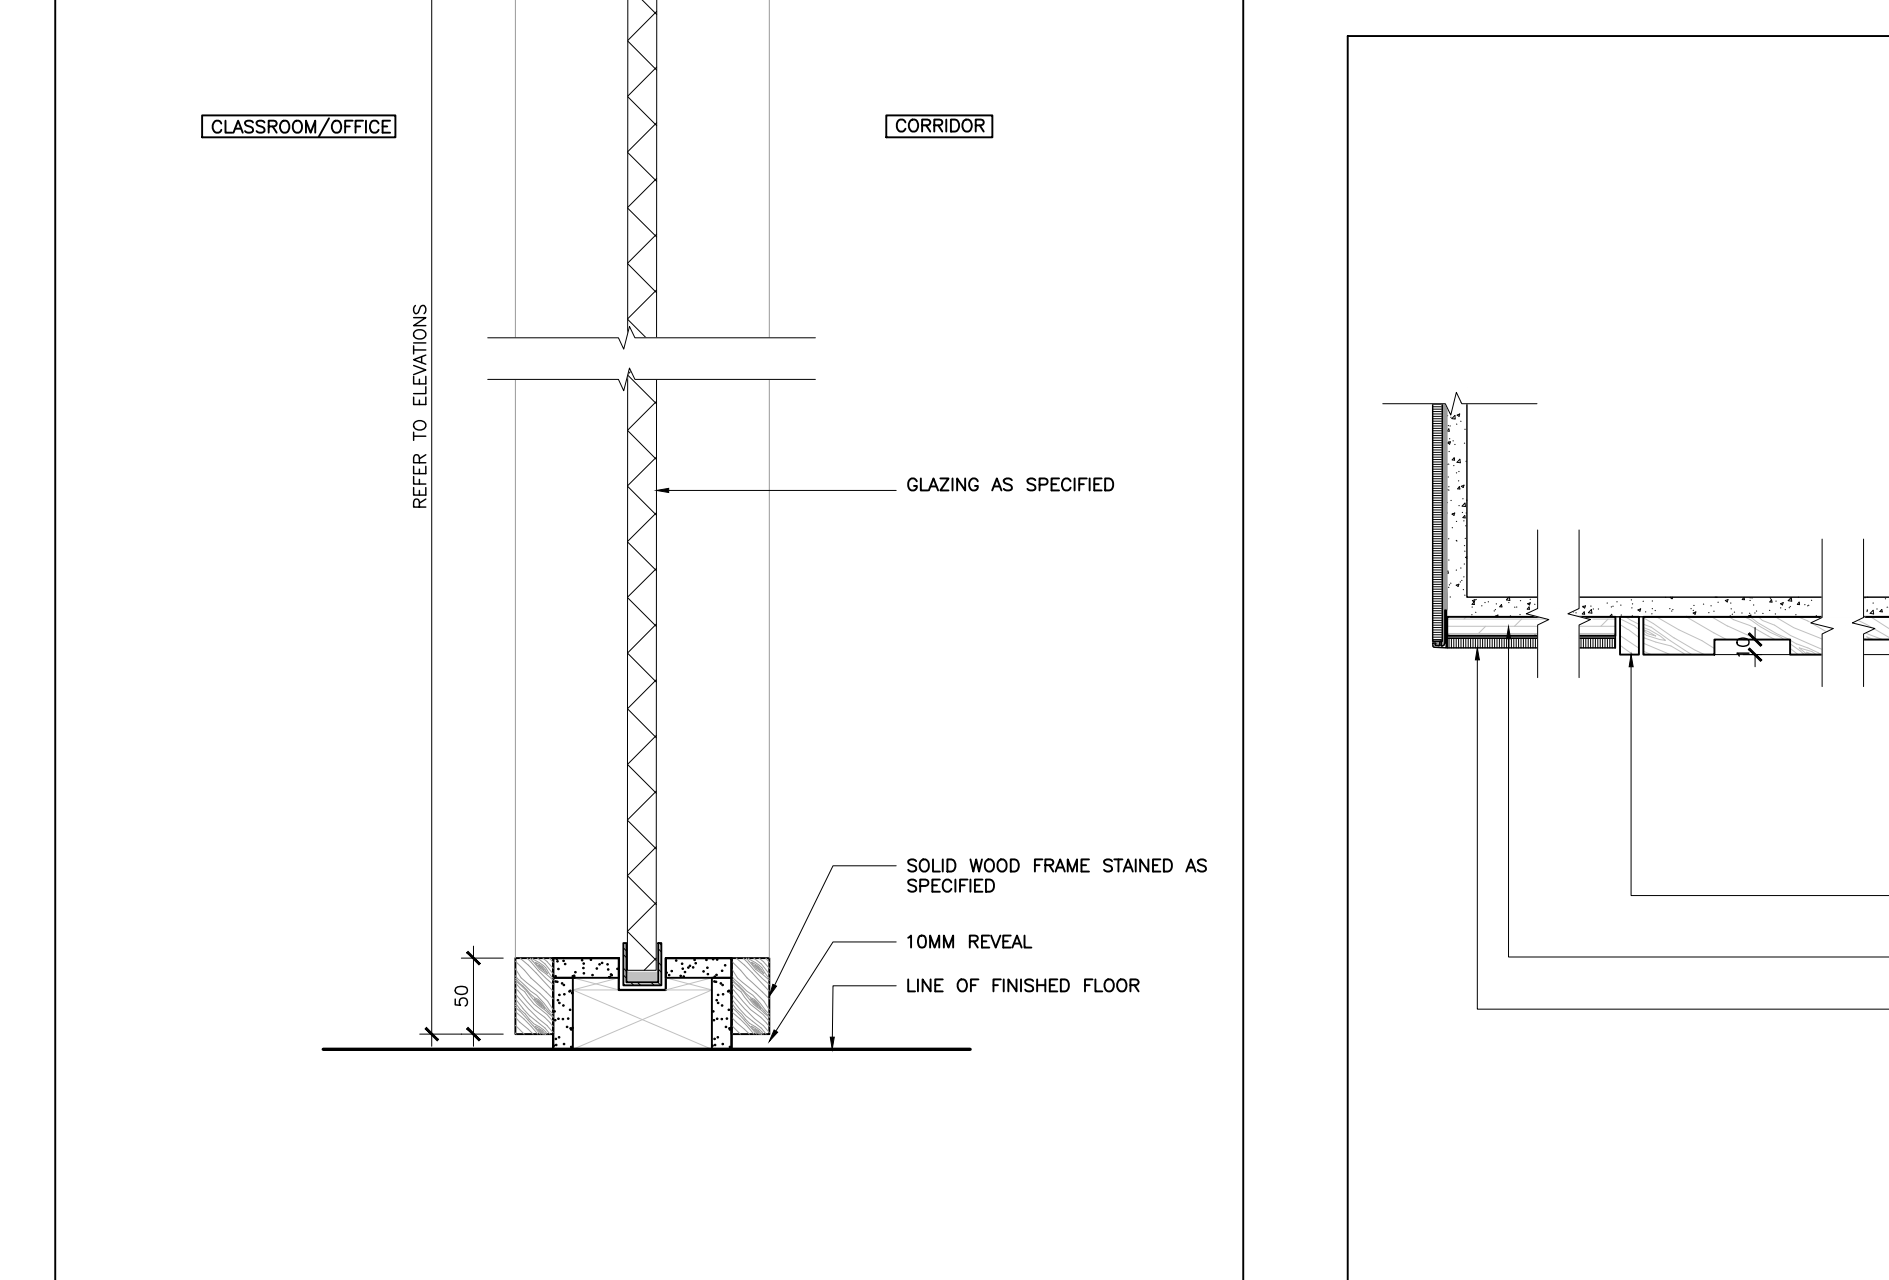 CLASSROOM/OFFICE
CORRIDOR
REFER TO ELEVATIONS
GLAZING AS SPECIFIED
SOLID WOOD FRAME STAINED AS
SPECIFIED
10MM REVEAL
LINE OF FINISHED FLOOR
50
10